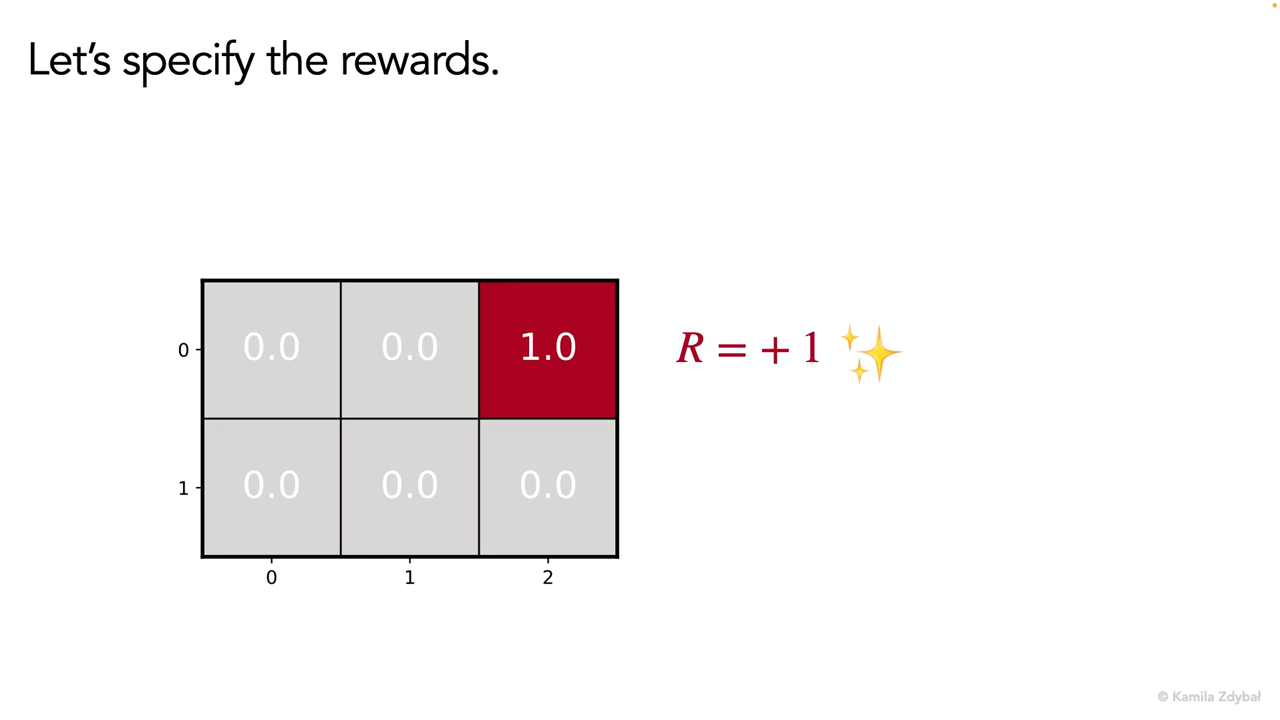 Let’s specify the rewards.
0 0.0 0.0 1.0 R = + 1 ✨
1 0.0 0.0 0.0
0 1 2
© Kamila Zdybał